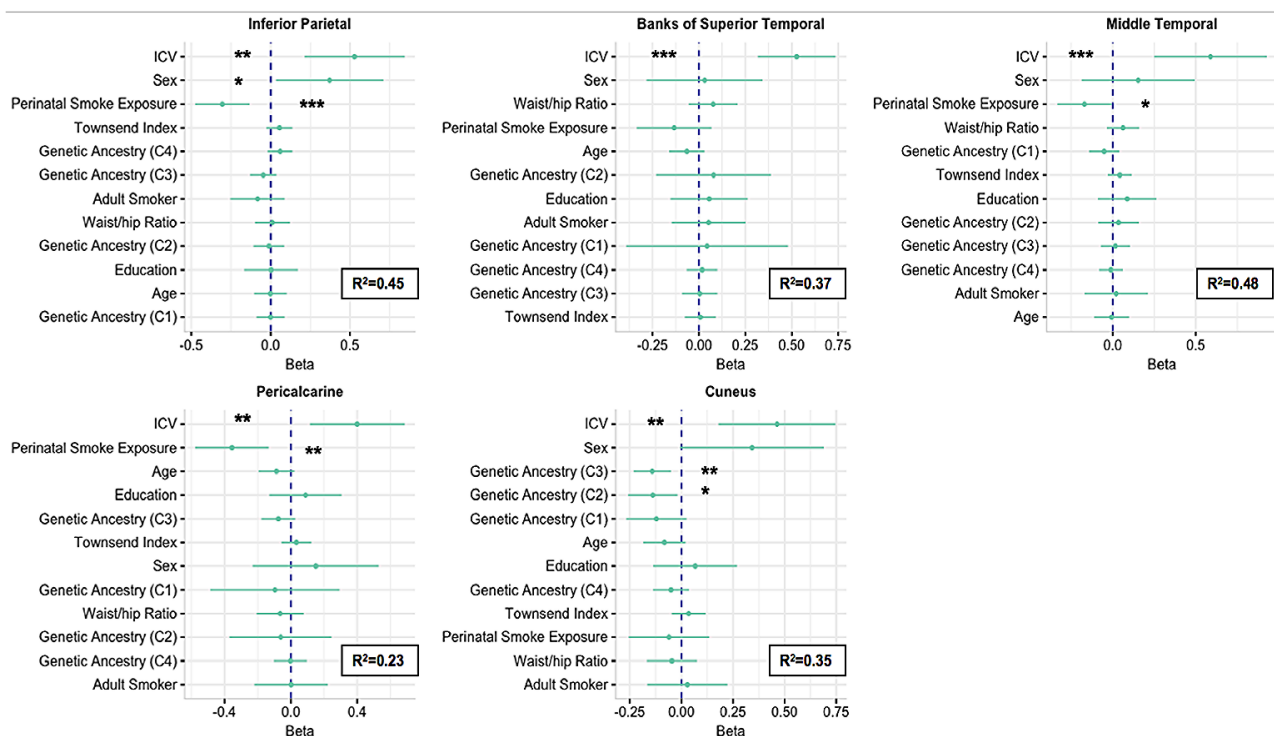 Inferior Parietal
ICV
**
Sex
*
Perinatal Smoke Exposure
***
Townsend Index
Genetic Ancestry (C4)
Genetic Ancestry (C3)
Adult Smoker
Waist/hip Ratio
Genetic Ancestry (C2)
Education
Age
Genetic Ancestry (C1)
R²=0.45
-0.5 0.0 0.5
Beta
Banks of Superior Temporal
ICV
***
Sex
Waist/hip Ratio
Perinatal Smoke Exposure
Age
Genetic Ancestry (C2)
Education
Adult Smoker
Genetic Ancestry (C1)
Genetic Ancestry (C4)
Genetic Ancestry (C3)
Townsend Index
R²=0.37
-0.25 0.00 0.25 0.50 0.75
Beta
Middle Temporal
ICV
***
Sex
Perinatal Smoke Exposure
*
Waist/hip Ratio
Genetic Ancestry (C1)
Townsend Index
Education
Genetic Ancestry (C2)
Genetic Ancestry (C3)
Genetic Ancestry (C4)
Adult Smoker
Age
R²=0.48
0.0 0.5
Beta
Pericalcarine
ICV
**
Perinatal Smoke Exposure
**
Age
Education
Genetic Ancestry (C3)
Townsend Index
Sex
Genetic Ancestry (C1)
Waist/hip Ratio
Genetic Ancestry (C2)
Genetic Ancestry (C4)
Adult Smoker
R²=0.23
-0.4 0.0 0.4
Beta
Cuneus
ICV
**
Sex
Genetic Ancestry (C3)
**
Genetic Ancestry (C2)
*
Genetic Ancestry (C1)
Age
Education
Genetic Ancestry (C4)
Townsend Index
Perinatal Smoke Exposure
Waist/hip Ratio
Adult Smoker
R²=0.35
-0.25 0.00 0.25 0.50 0.75
Beta